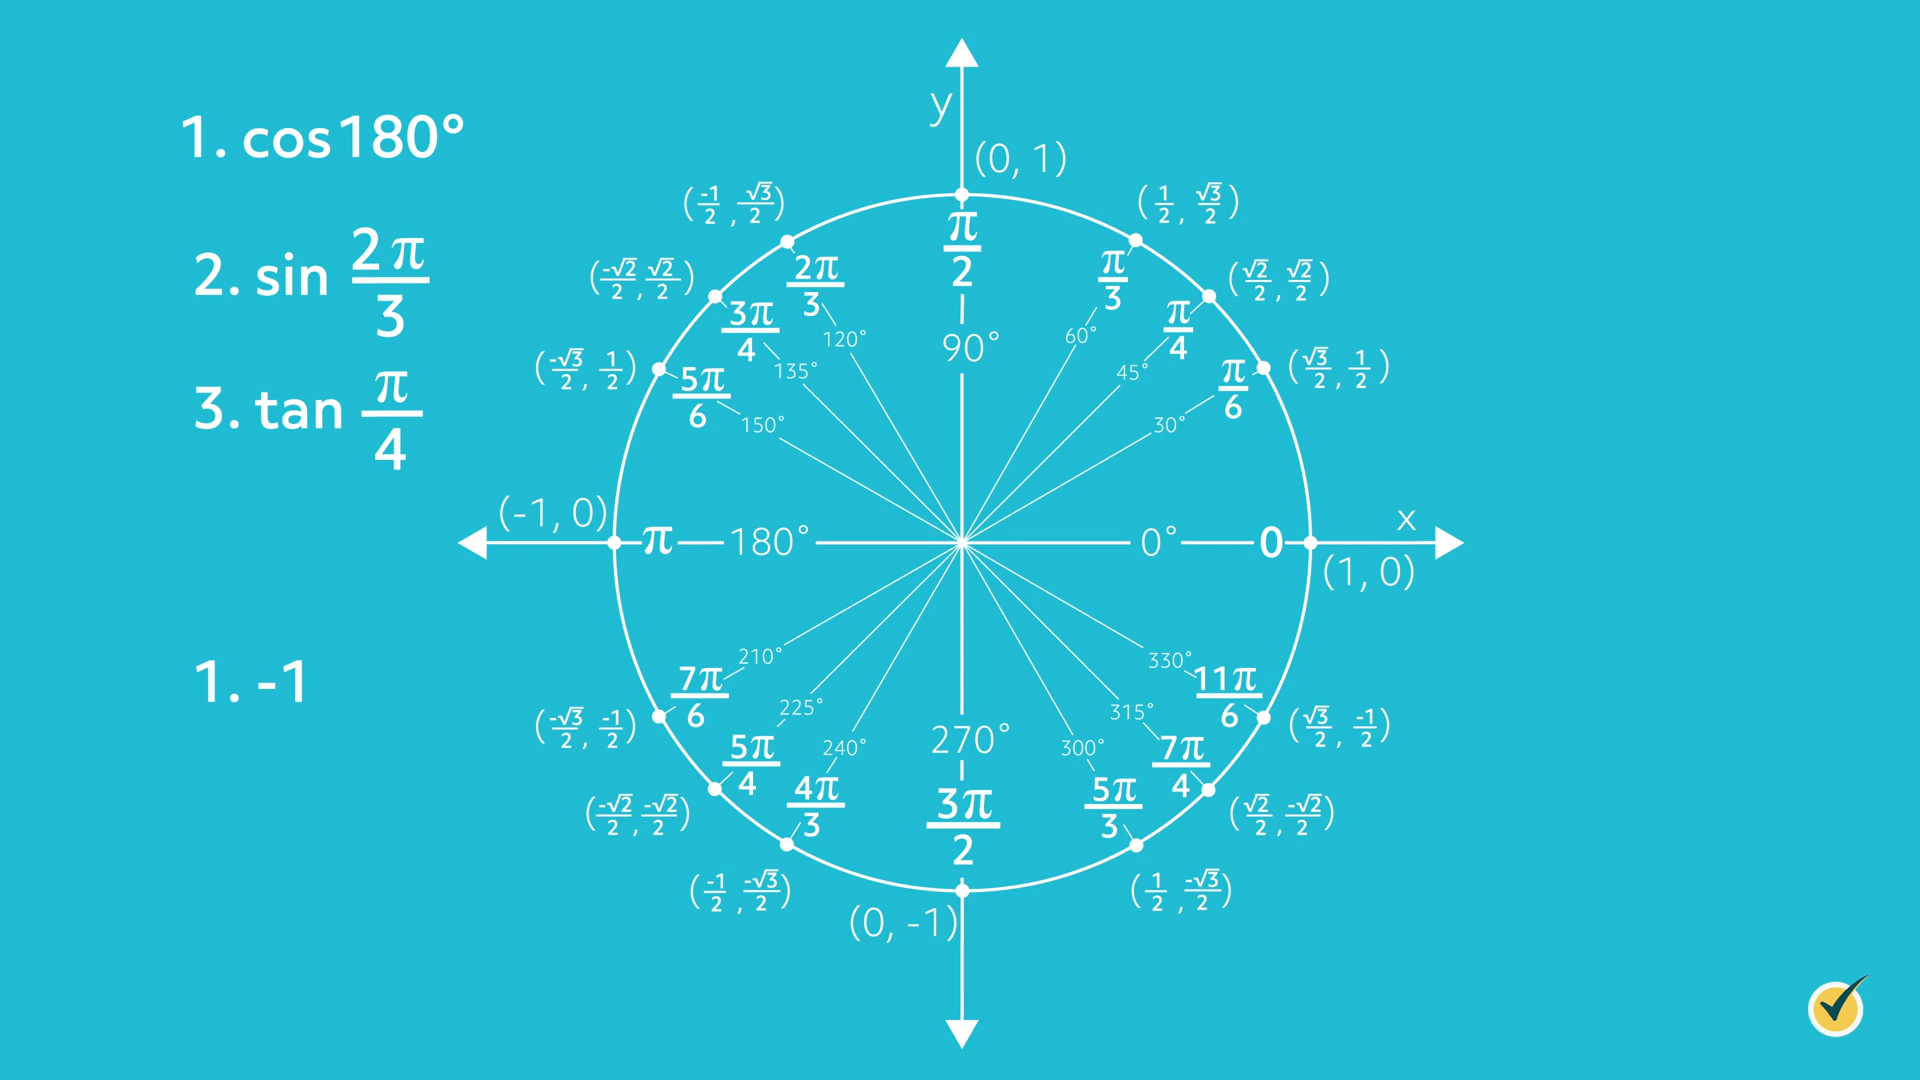 1. cos 180°
2. sin 2π/3
3. tan π/4
1. -1
y
(0, 1)
(-1/2, √3/2)
(1/2, √3/2)
(-√2/2, √2/2)
(√2/2, √2/2)
(-√3/2, 1/2)
(√3/2, 1/2)
π/2
2π/3
π/3
3π/4
π/4
5π/6
π/6
120°
90°
60°
135°
45°
150°
30°
(-1, 0)
π
180°
0°
0
x
(1, 0)
210°
330°
7π/6
11π/6
225°
315°
(-√3/2, -1/2)
(√3/2, -1/2)
5π/4
240°
270°
300°
7π/4
4π/3
3π/2
5π/3
(-√2/2, -√2/2)
(√2/2, -√2/2)
(-1/2, -√3/2)
(1/2, -√3/2)
(0, -1)